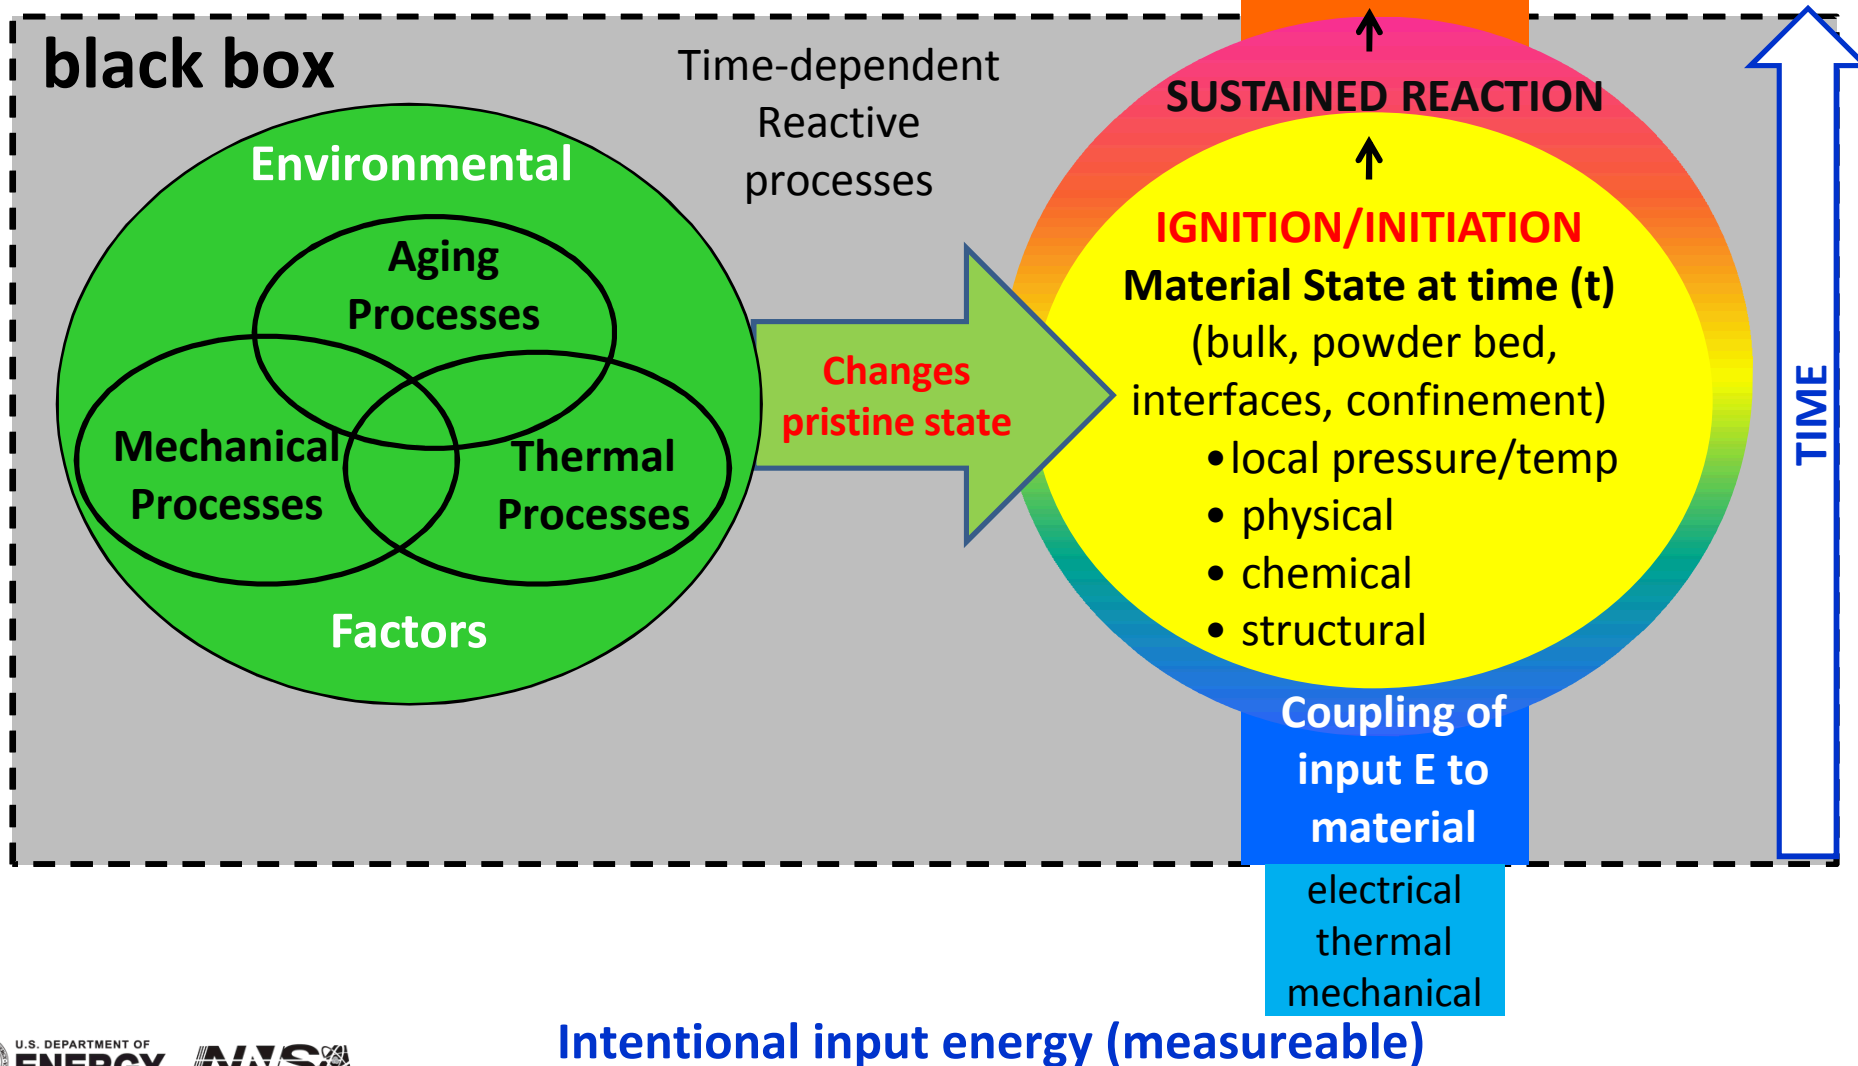 black box
Time-dependent
Reactive
processes
Environmental
Aging
Processes
Mechanical
Processes
Thermal
Processes
Factors
Changes
pristine state
SUSTAINED REACTION
IGNITION/INITIATION
Material State at time (t)
(bulk, powder bed,
interfaces, confinement)
•local pressure/temp
• physical
• chemical
• structural
Coupling of
input E to
material
TIME
electrical
thermal
mechanical
Intentional input energy (measureable)
U.S. DEPARTMENT OF
ENERGY